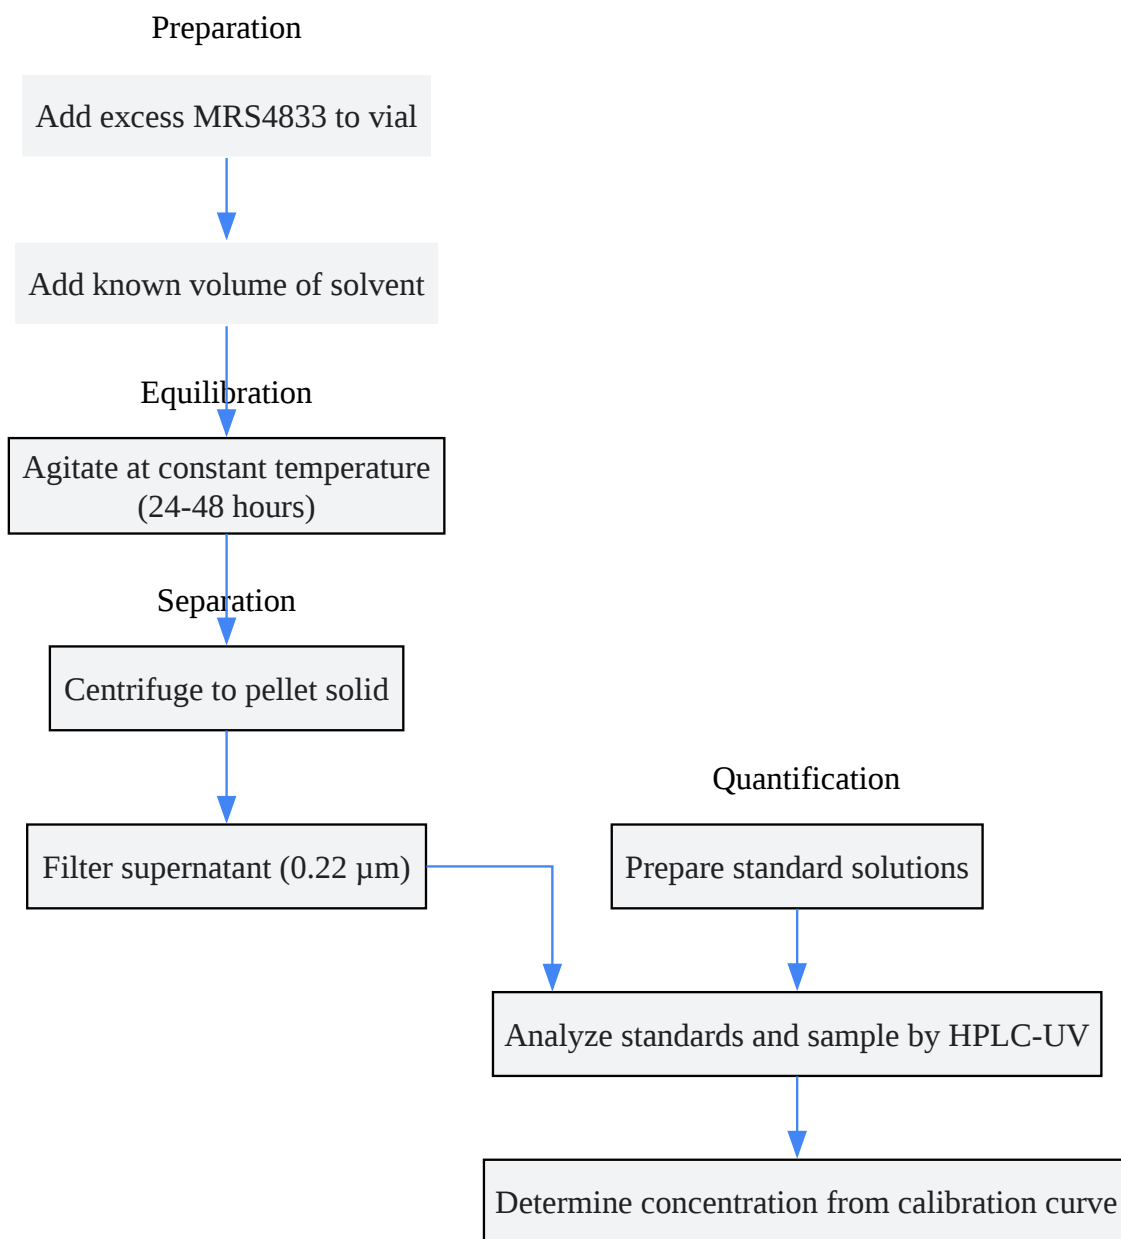 Preparation
Add excess MRS4833 to vial
Add known volume of solvent
Equilibration
Agitate at constant temperature
(24-48 hours)
Separation
Centrifuge to pellet solid
Filter supernatant (0.22 µm)
Quantification
Prepare standard solutions
Analyze standards and sample by HPLC-UV
Determine concentration from calibration curve